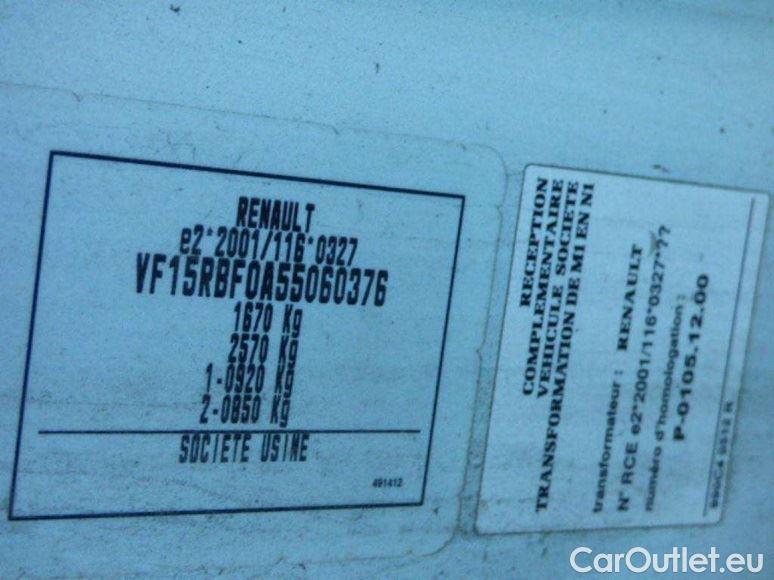 RENAULT
e2*2001/116*0327
VF15RBF0A55060376
1670 Kg
2570 Kg
1-0920 Kg
2-0850 Kg
SOCIETE USINE
491412
RECEPTION
COMPLEMENTAIRE
VEHICULE SOCIETE
TRANSFORMATION DE M1 EN N1
transformateur : RENAULT
N° RCE e2*2001/116*0327*??
numéro d'homologation :
P-0105.12.00
CarOutlet.eu